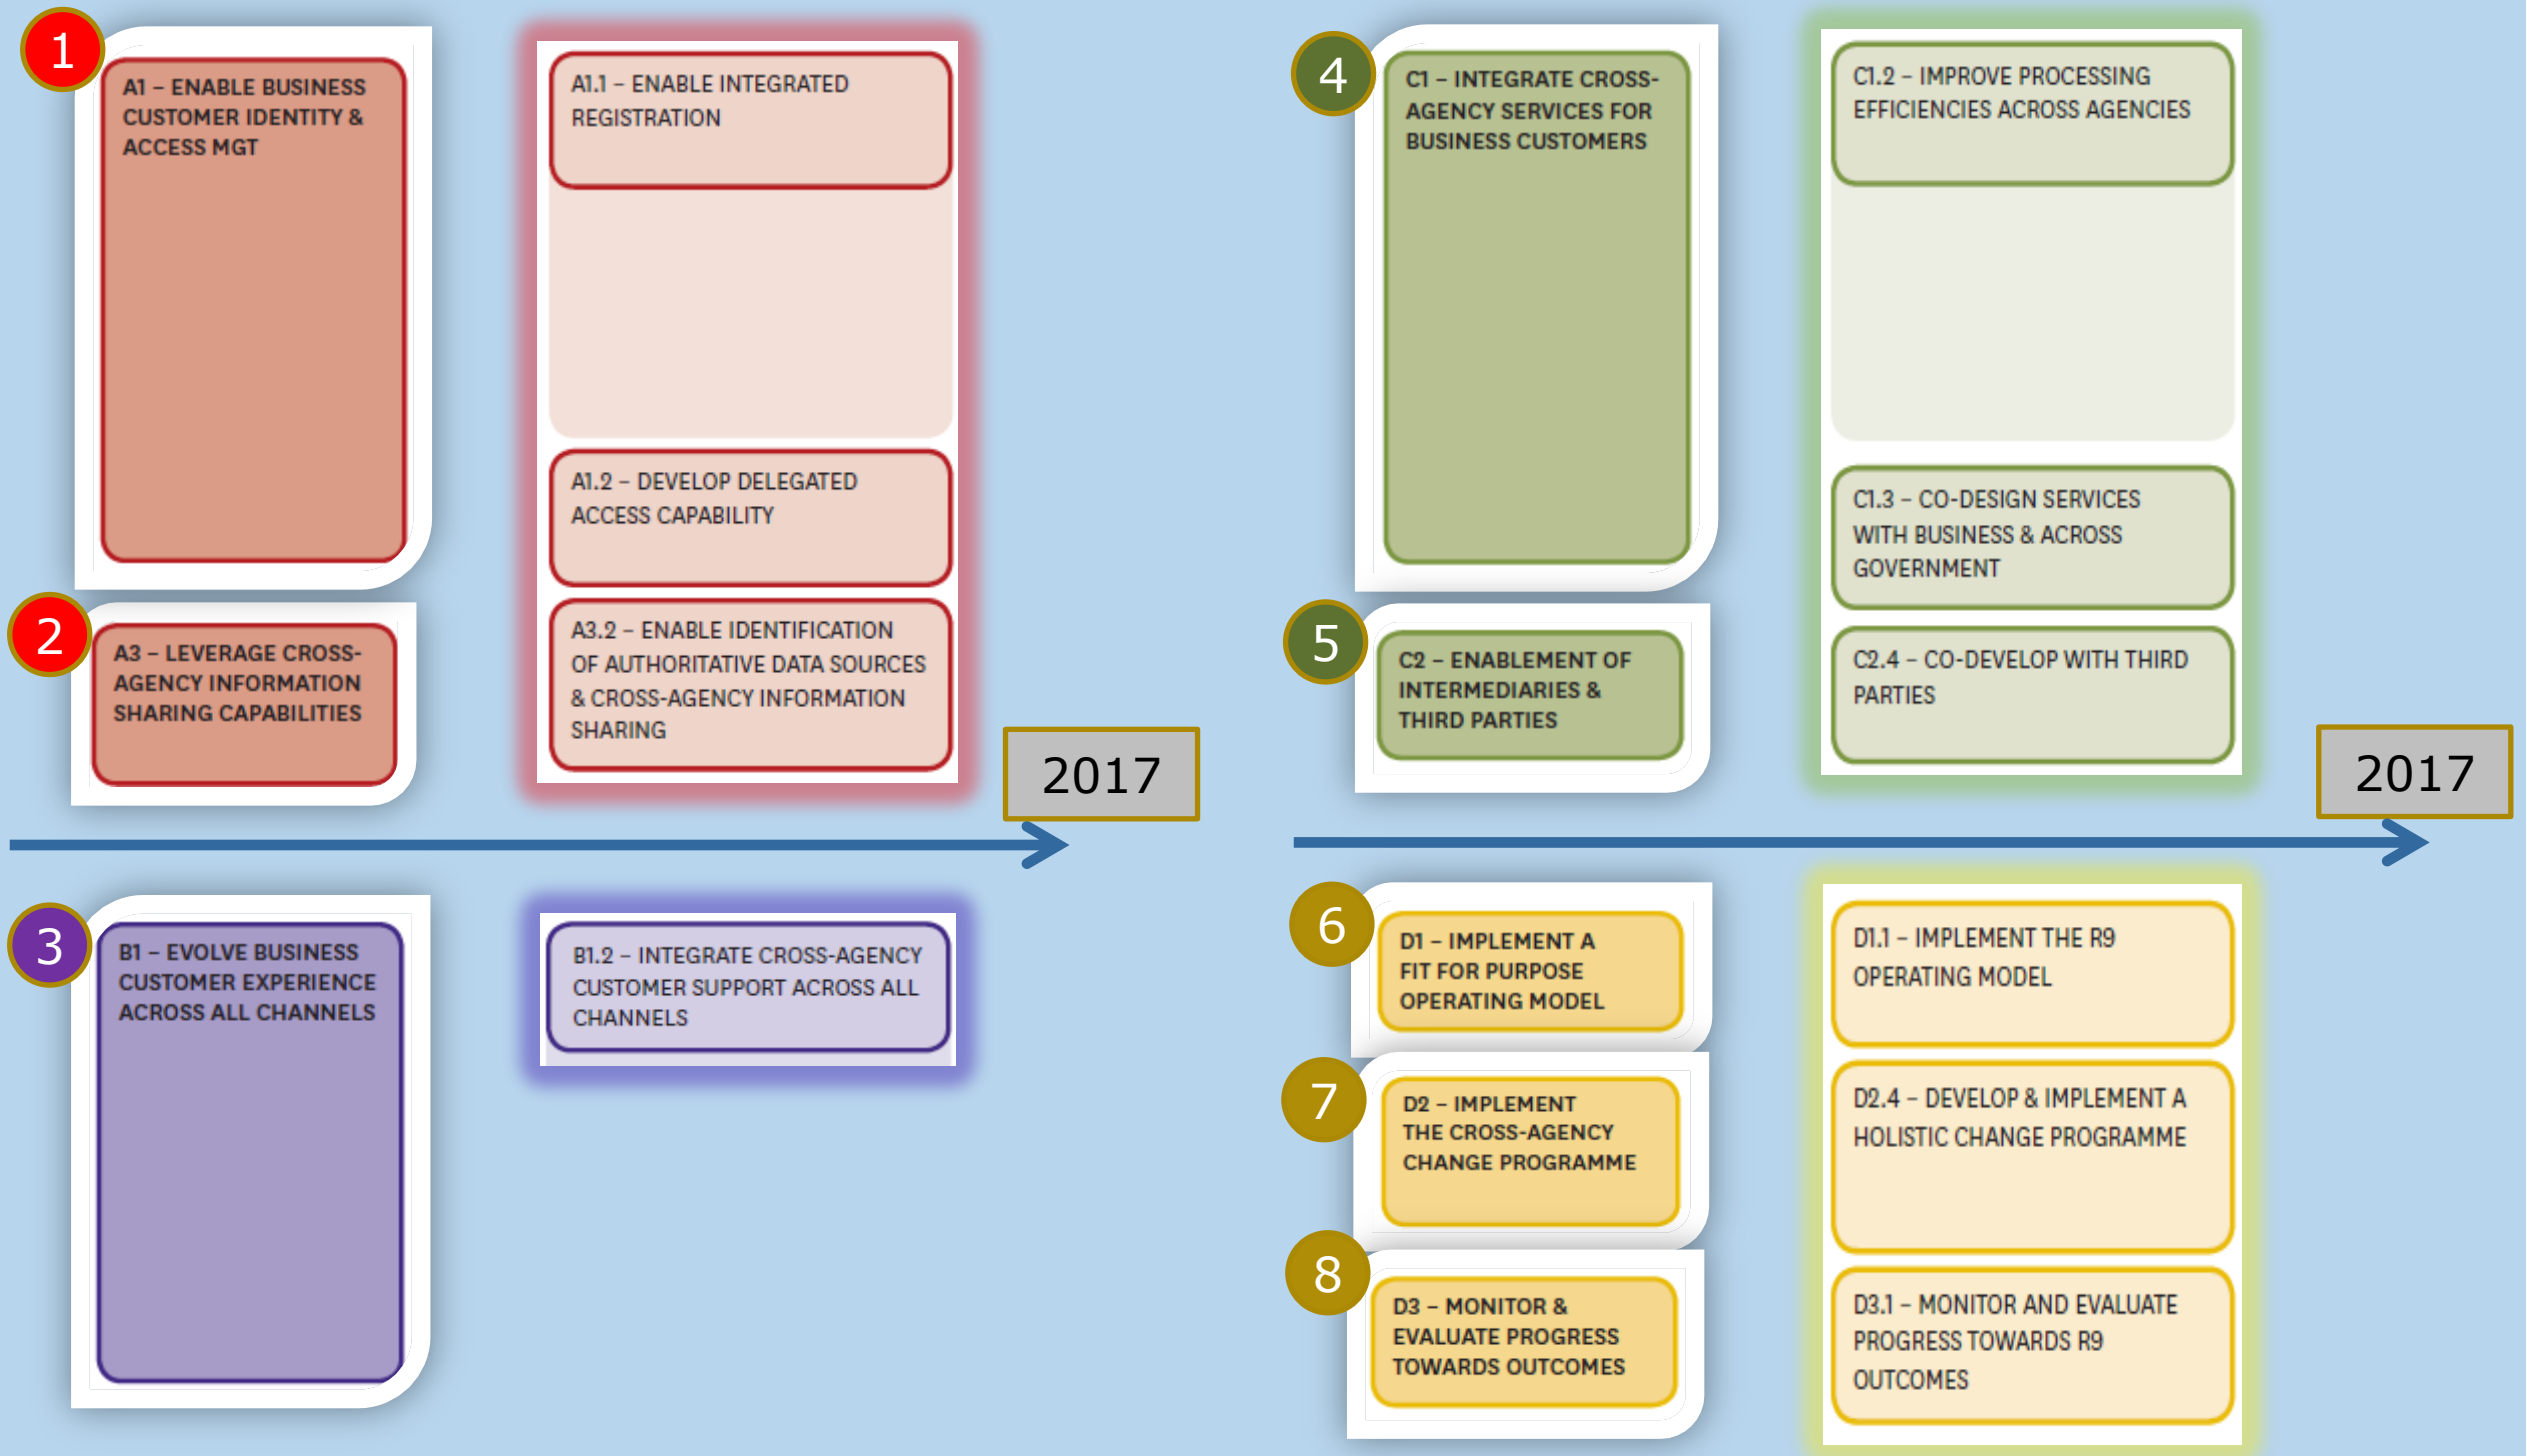 1
A1 – ENABLE BUSINESS
CUSTOMER IDENTITY &
ACCESS MGT
A1.1 – ENABLE INTEGRATED
REGISTRATION
A1.2 – DEVELOP DELEGATED
ACCESS CAPABILITY
2
A3 – LEVERAGE CROSS-
AGENCY INFORMATION
SHARING CAPABILITIES
A3.2 – ENABLE IDENTIFICATION
OF AUTHORITATIVE DATA SOURCES
& CROSS-AGENCY INFORMATION
SHARING
2017
3
B1 – EVOLVE BUSINESS
CUSTOMER EXPERIENCE
ACROSS ALL CHANNELS
B1.2 – INTEGRATE CROSS-AGENCY
CUSTOMER SUPPORT ACROSS ALL
CHANNELS
4
C1 – INTEGRATE CROSS-
AGENCY SERVICES FOR
BUSINESS CUSTOMERS
C1.2 – IMPROVE PROCESSING
EFFICIENCIES ACROSS AGENCIES
C1.3 – CO-DESIGN SERVICES
WITH BUSINESS & ACROSS
GOVERNMENT
5
C2 – ENABLEMENT OF
INTERMEDIARIES &
THIRD PARTIES
C2.4 – CO-DEVELOP WITH THIRD
PARTIES
2017
6
D1 – IMPLEMENT A
FIT FOR PURPOSE
OPERATING MODEL
D1.1 – IMPLEMENT THE R9
OPERATING MODEL
7
D2 – IMPLEMENT
THE CROSS-AGENCY
CHANGE PROGRAMME
D2.4 – DEVELOP & IMPLEMENT A
HOLISTIC CHANGE PROGRAMME
8
D3 – MONITOR &
EVALUATE PROGRESS
TOWARDS OUTCOMES
D3.1 – MONITOR AND EVALUATE
PROGRESS TOWARDS R9
OUTCOMES